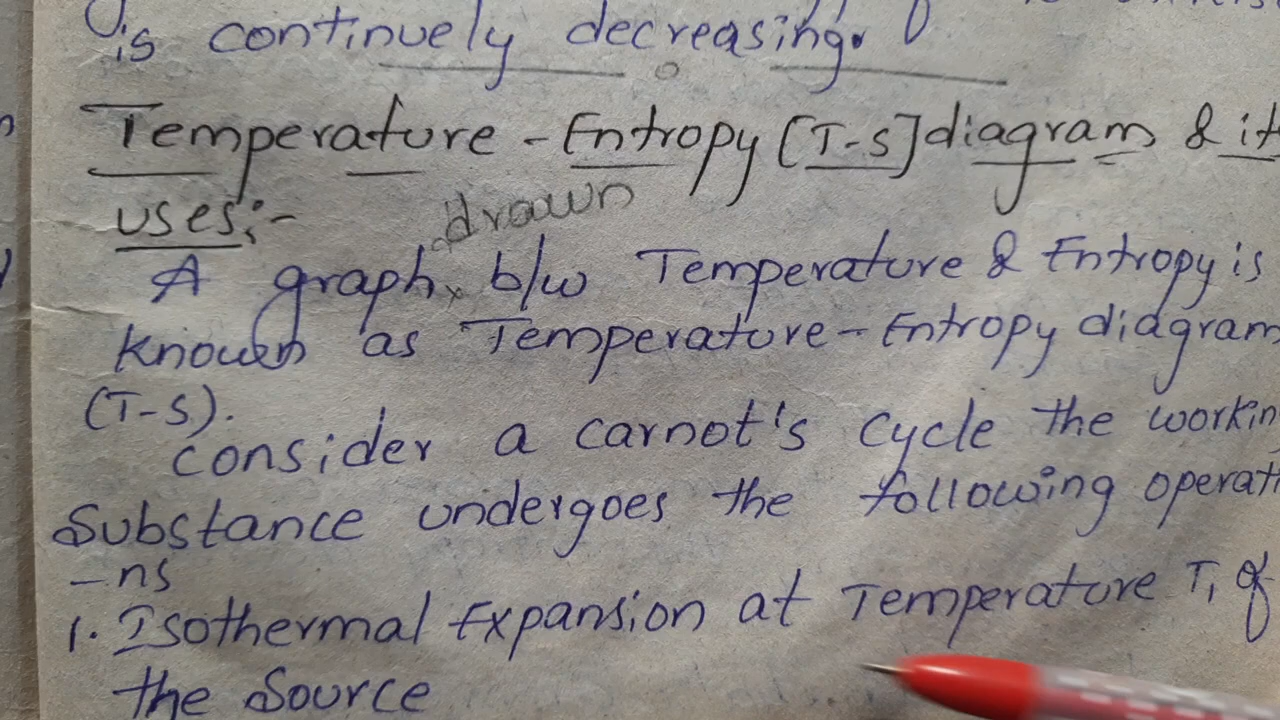 is continuely decreasing.
Temperature - Entropy [T-S] diagram & it
uses:-
drawn
A graph x b/w Temperature & Entropy is
known as Temperature - Entropy diagram
(T-S).
Consider a carnot's cycle the workin
Substance undergoes the following operati
-ns
1. Isothermal Expansion at Temperature T1 of
the Source